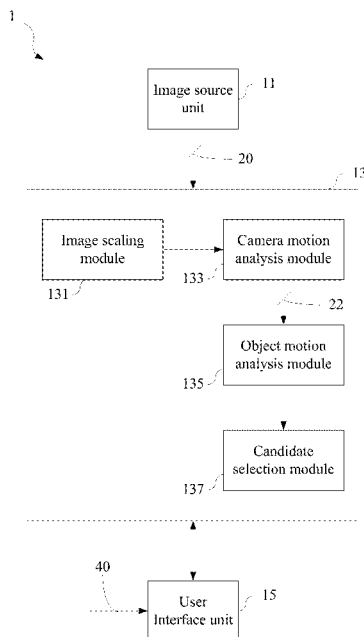 1
Image source
unit
11
20
13
Image scaling
module
131
Camera motion
analysis module
133
22
Object motion
analysis module
135
Candidate
selection module
137
40
User
Interface unit
15